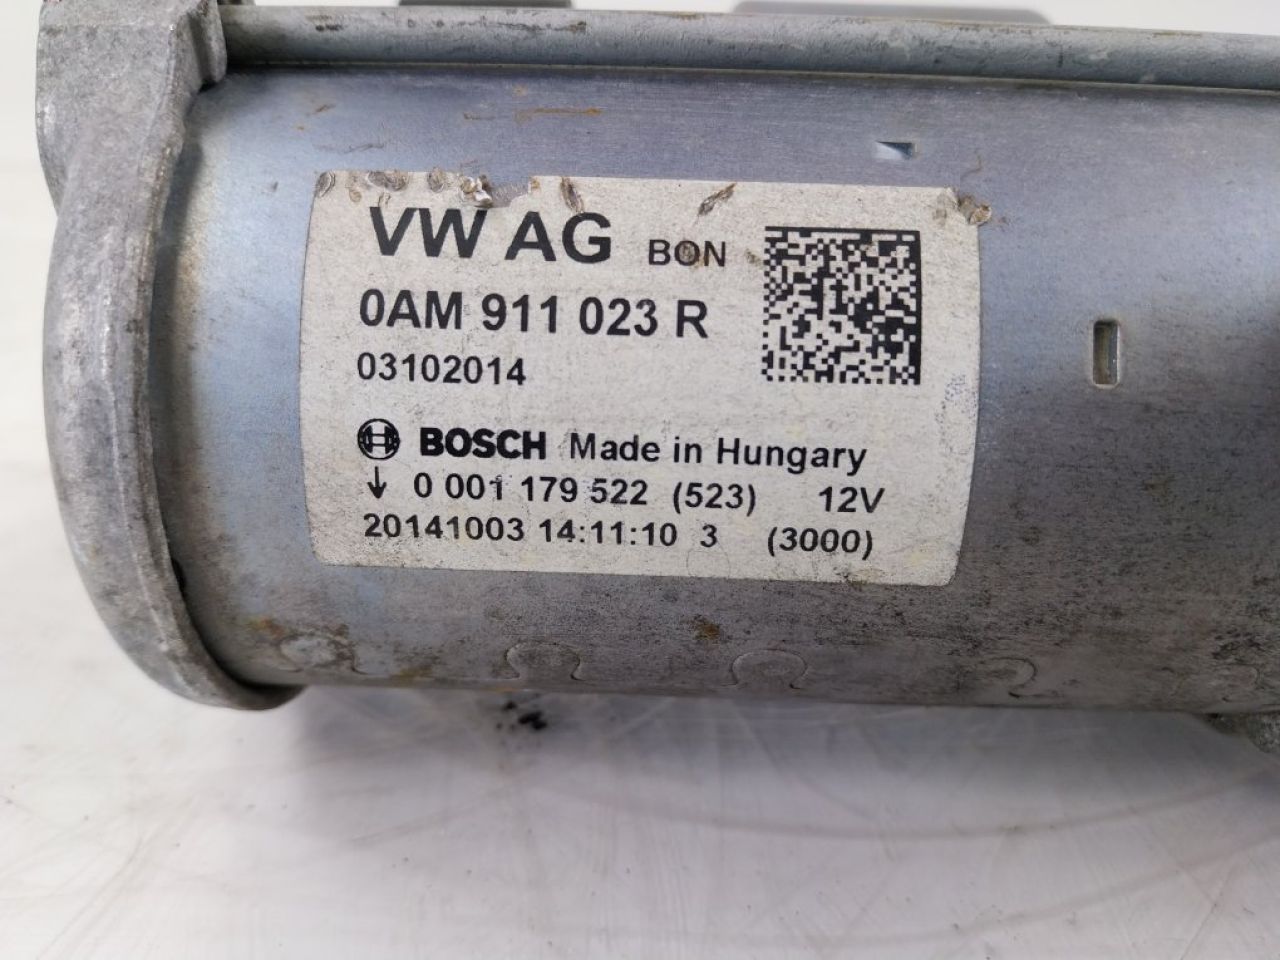 VW AG BON
0AM 911 023 R
03102014
BOSCH Made in Hungary
↓ 0 001 179 522 (523) 12V
20141003 14:11:10 3 (3000)